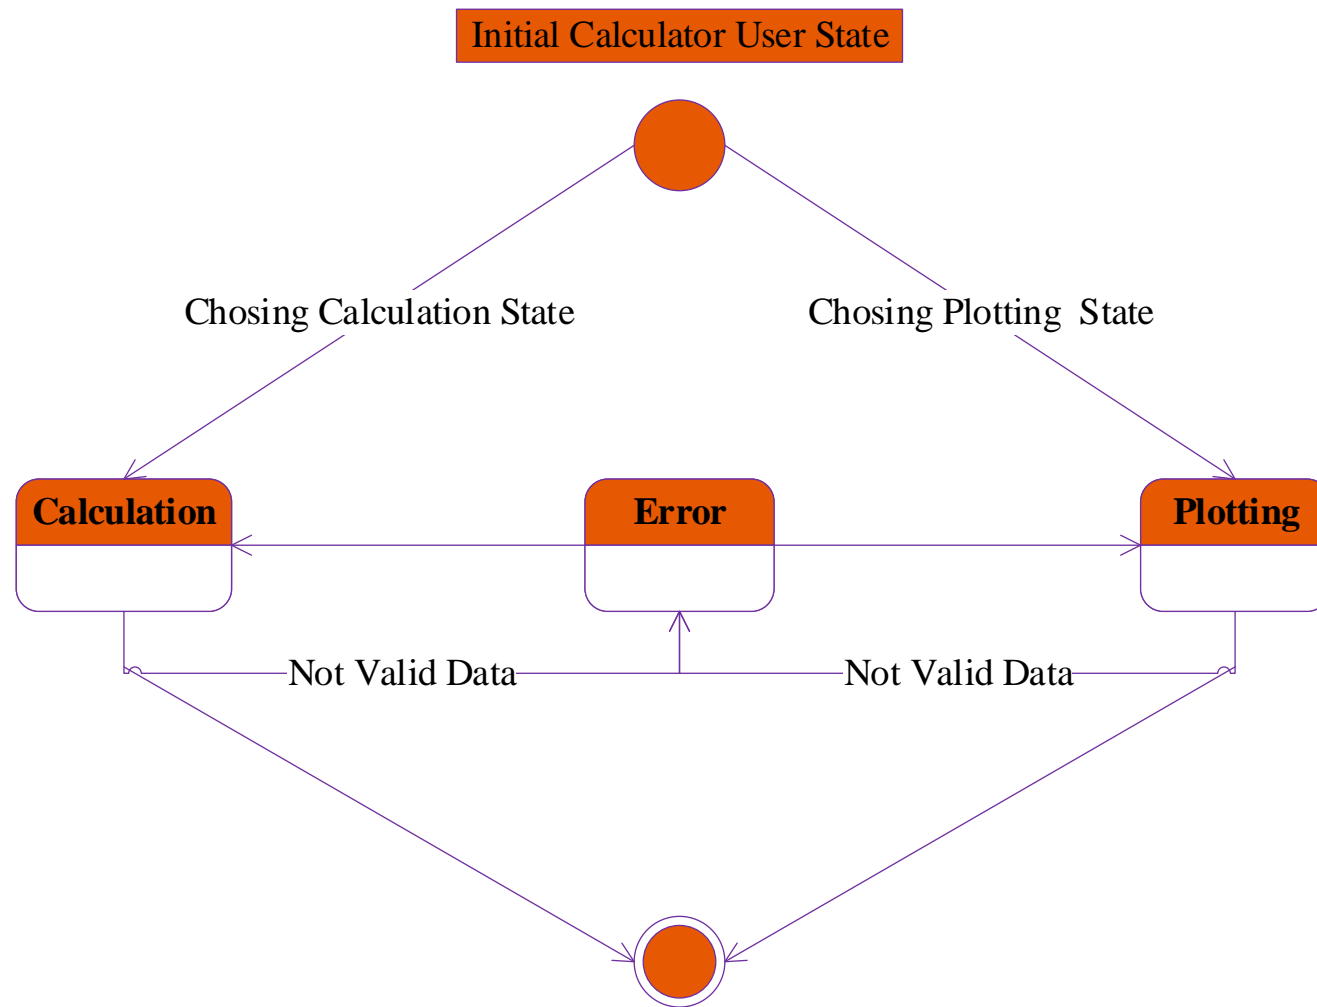 Initial Calculator User State
Chosing Calculation State
Chosing Plotting  State
Calculation
Error
Plotting
Not Valid Data
Not Valid Data